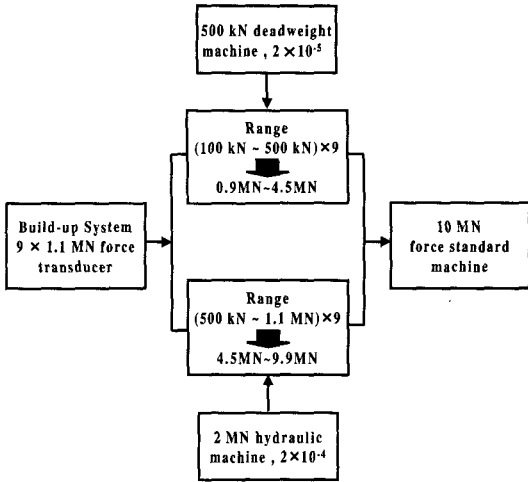 500 kN deadweight
machine , 2 ×10⁻⁵
Range
(100 kN ~ 500 kN)×9
0.9MN~4.5MN
Build-up System
9 × 1.1 MN force
transducer
10 MN
force standard
machine
Range
(500 kN ~ 1.1 MN)×9
4.5MN~9.9MN
2 MN hydraulic
machine , 2×10⁻⁴